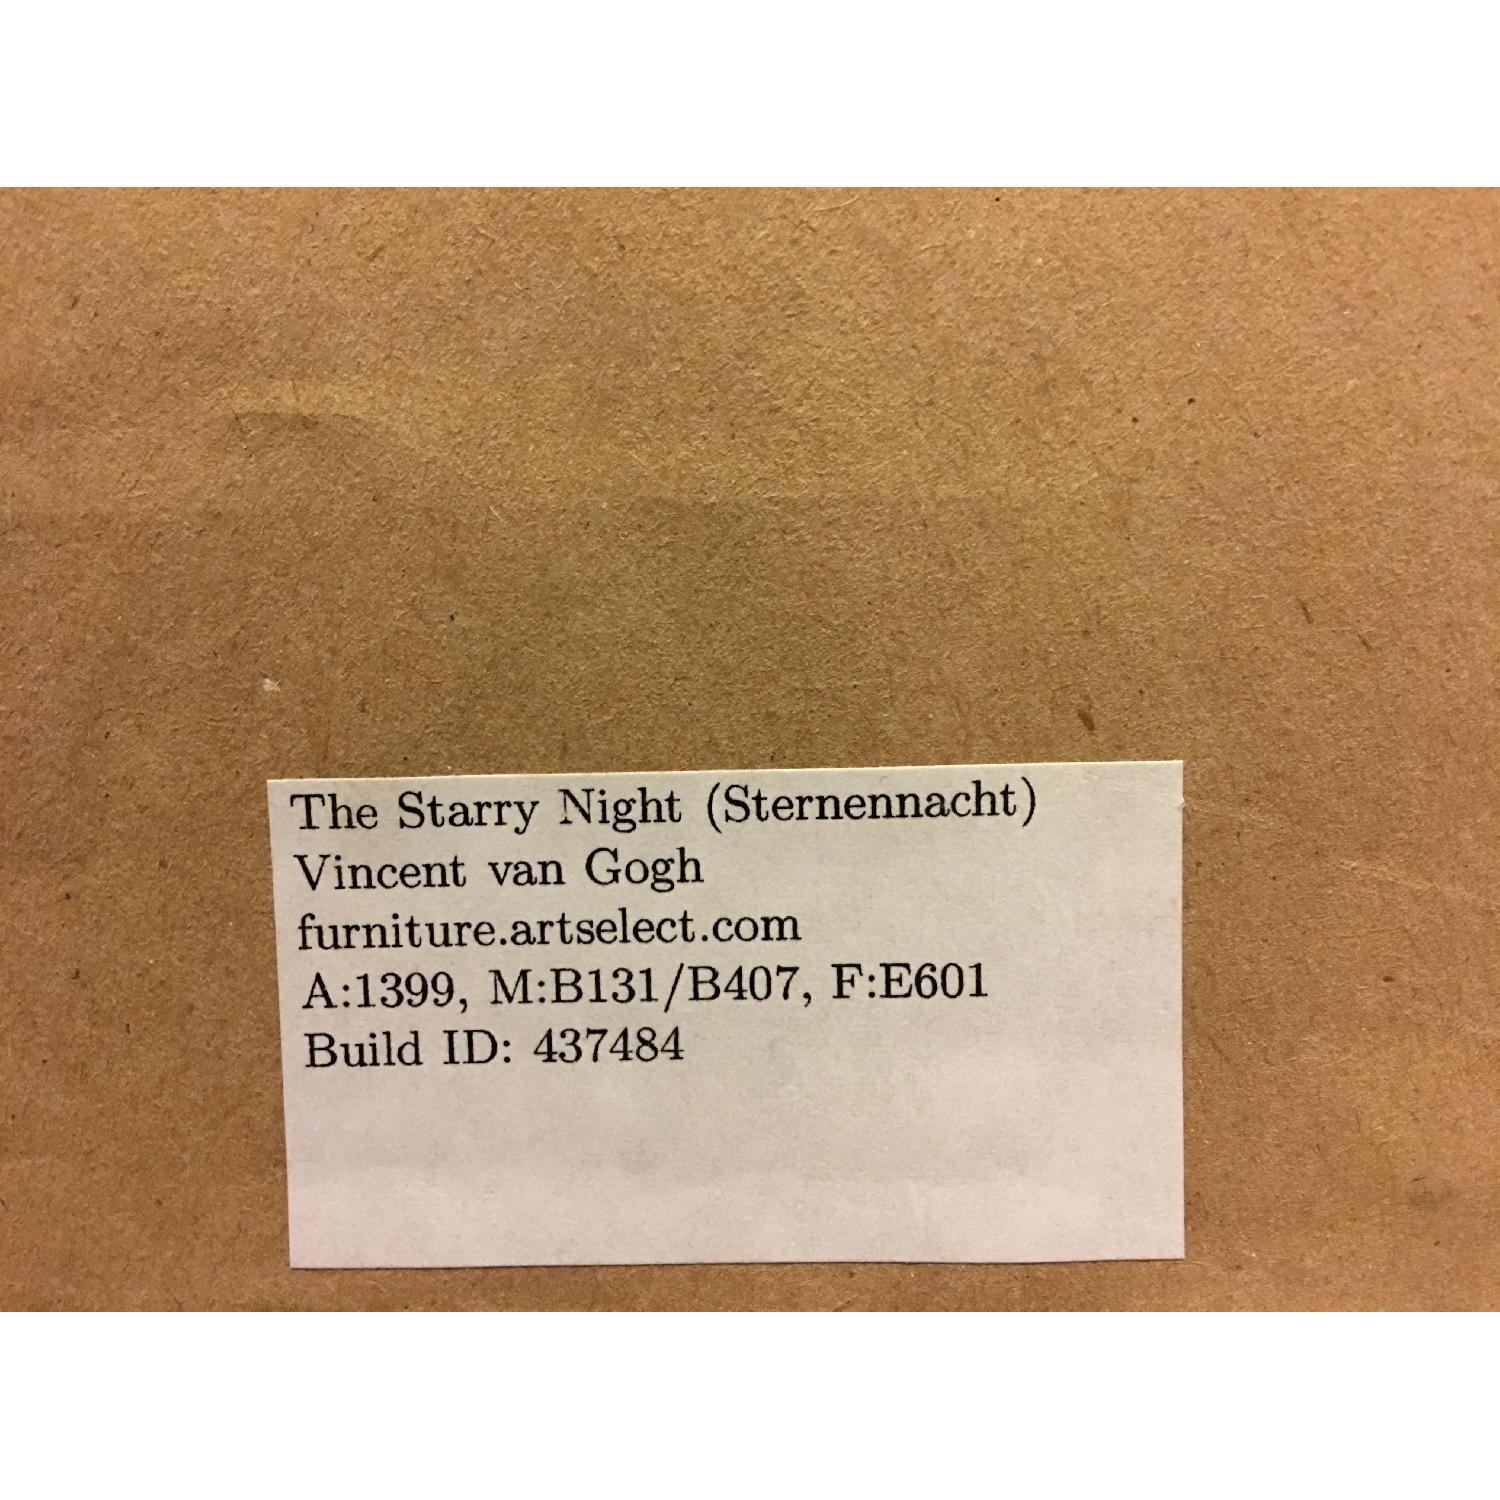 The Starry Night (Sternennacht)
Vincent van Gogh
furniture.artselect.com
A:1399, M:B131/B407, F:E601
Build ID: 437484